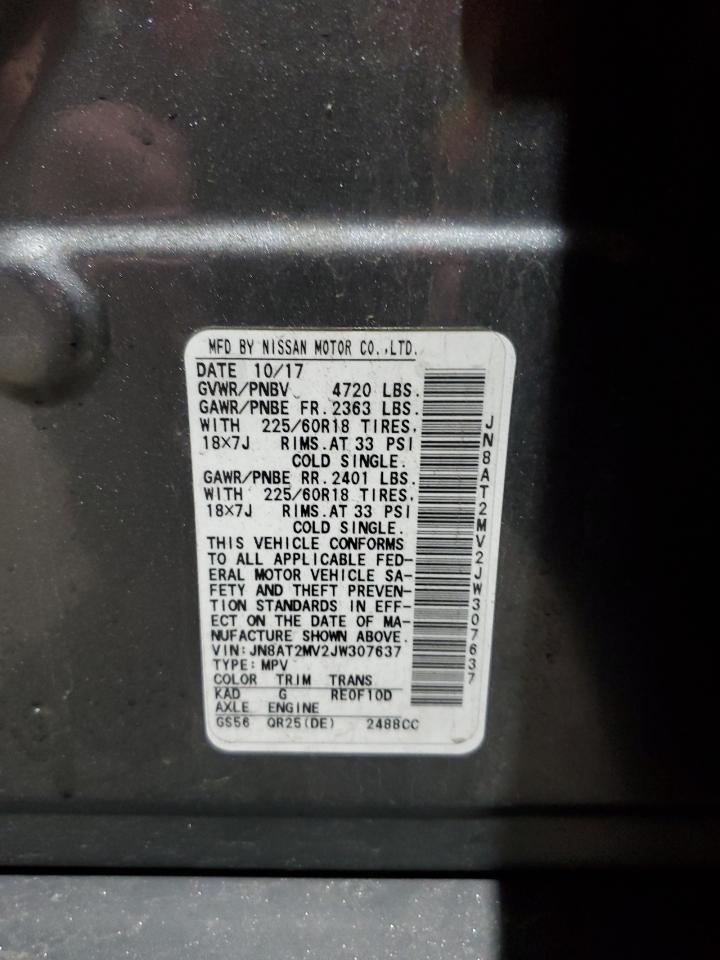 MFD BY NISSAN MOTOR CO.,LTD.
DATE 10/17
GVWR/PNBV 4720 LBS.
GAWR/PNBE FR. 2363 LBS.
WITH 225/60R18 TIRES,
18×7J RIMS.AT 33 PSI
COLD SINGLE.
GAWR/PNBE RR. 2401 LBS.
WITH 225/60R18 TIRES,
18×7J RIMS.AT 33 PSI
COLD SINGLE.
THIS VEHICLE CONFORMS
TO ALL APPLICABLE FED-
ERAL MOTOR VEHICLE SA-
FETY AND THEFT PREVEN-
TION STANDARDS IN EFF-
ECT ON THE DATE OF MA-
NUFACTURE SHOWN ABOVE.
VIN:JN8AT2MV2JW307637
TYPE:MPV
COLOR TRIM TRANS
KAD G RE0F10D
AXLE ENGINE
GS56 QR25(DE) 2488CC
JN8AT2MV2JW307637